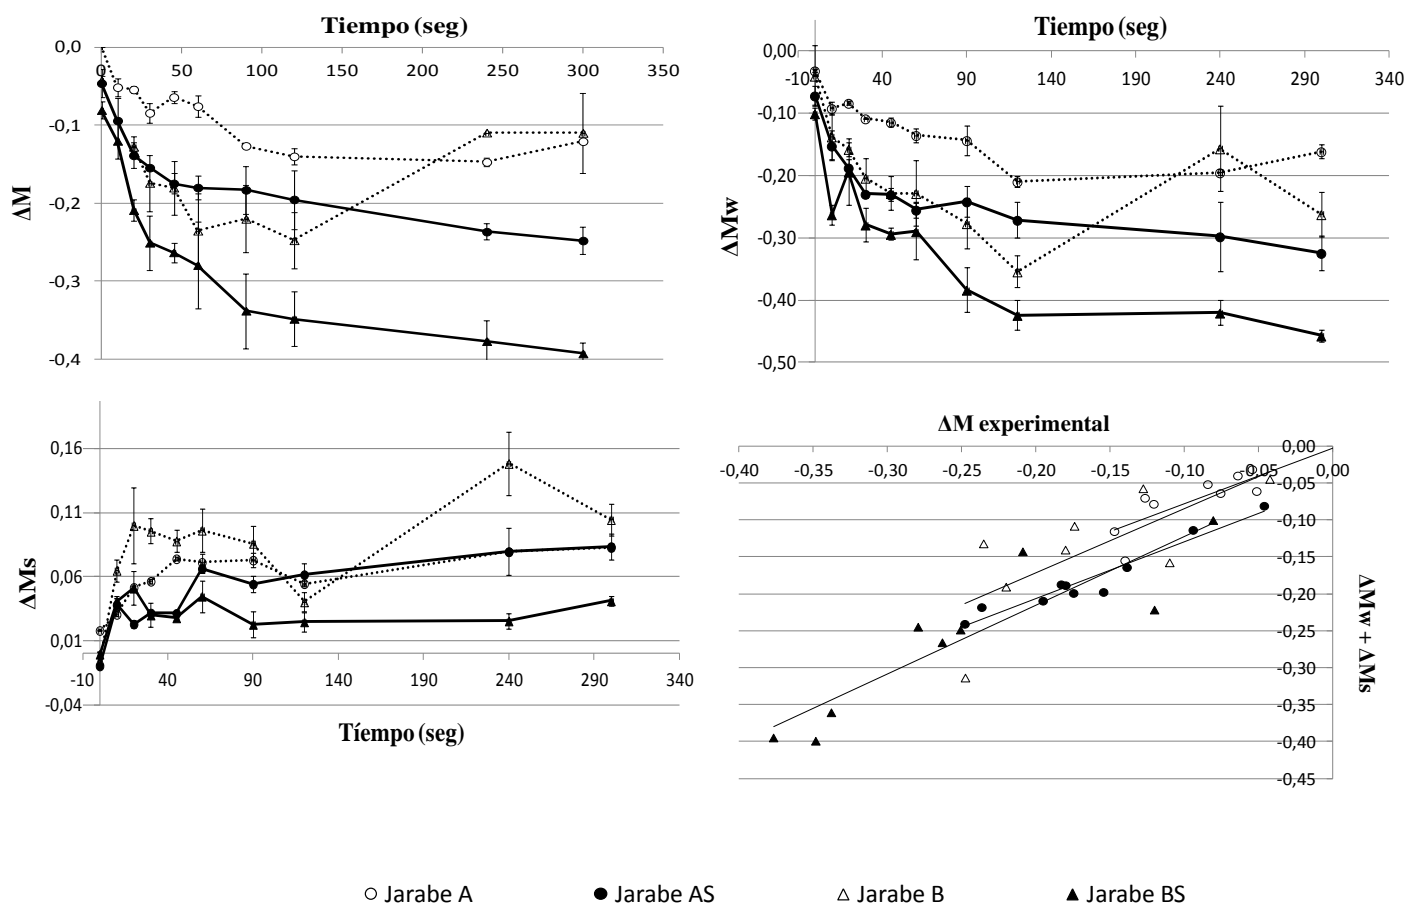 Tiempo (seg)
0,0
0 50 100 150 200 250 300 350
-0,1
-0,2
-0,3
-0,4
ΔM
Tiempo (seg)
0,00
-10 40 90 140 190 240 290 340
-0,10
-0,20
-0,30
-0,40
-0,50
ΔMw
0,16
0,11
0,06
0,01
-10 40 90 140 190 240 290 340
-0,04
ΔMs
Tíempo (seg)
ΔM experimental
0,00
-0,40 -0,35 -0,30 -0,25 -0,20 -0,15 -0,10 -0,05 0,00
-0,05
-0,10
-0,15
-0,20
-0,25
-0,30
-0,35
-0,40
-0,45
ΔMw + ΔMs
Jarabe A Jarabe AS Jarabe B Jarabe BS